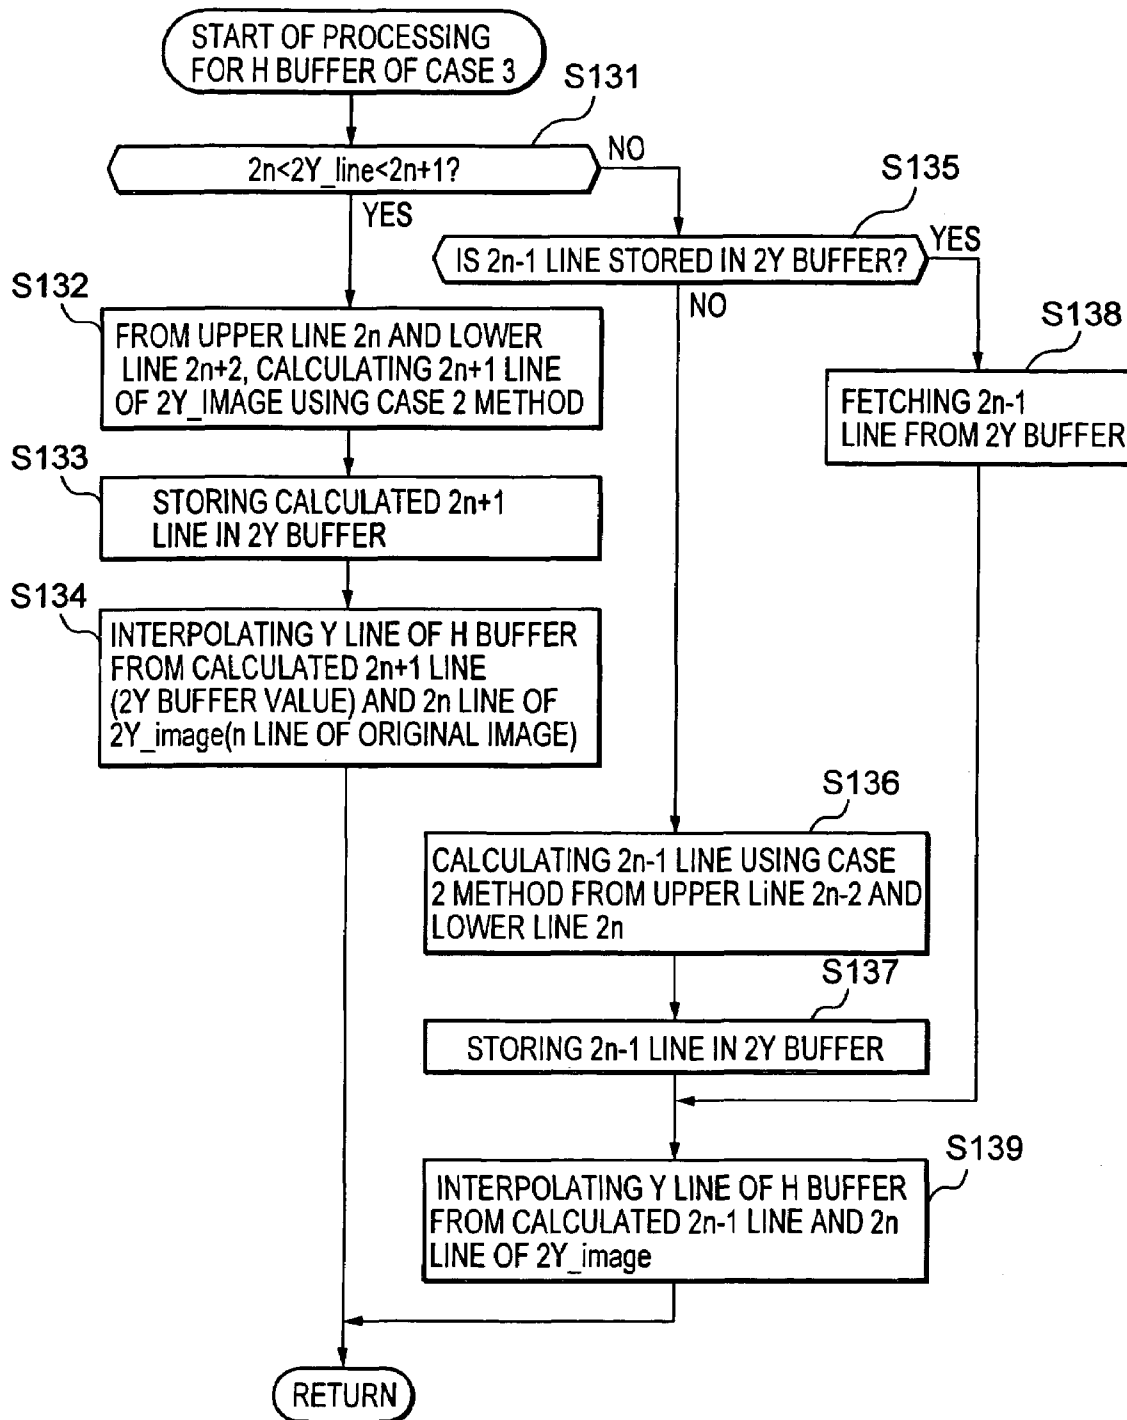 START OF PROCESSING
FOR H BUFFER OF CASE 3
S131
2n<2Y_line<2n+1?
NO
YES
S135
IS 2n-1 LINE STORED IN 2Y BUFFER?
YES
NO
S132
FROM UPPER LINE 2n AND LOWER
LINE 2n+2, CALCULATING 2n+1 LINE
OF 2Y_IMAGE USING CASE 2 METHOD
S138
FETCHING 2n-1
LINE FROM 2Y BUFFER
S133
STORING CALCULATED 2n+1
LINE IN 2Y BUFFER
S134
INTERPOLATING Y LINE OF H BUFFER
FROM CALCULATED 2n+1 LINE
(2Y BUFFER VALUE) AND 2n LINE OF
2Y_image(n LINE OF ORIGINAL IMAGE)
S136
CALCULATING 2n-1 LINE USING CASE
2 METHOD FROM UPPER LINE 2n-2 AND
LOWER LINE 2n
S137
STORING 2n-1 LINE IN 2Y BUFFER
S139
INTERPOLATING Y LINE OF H BUFFER
FROM CALCULATED 2n-1 LINE AND 2n
LINE OF 2Y_image
RETURN